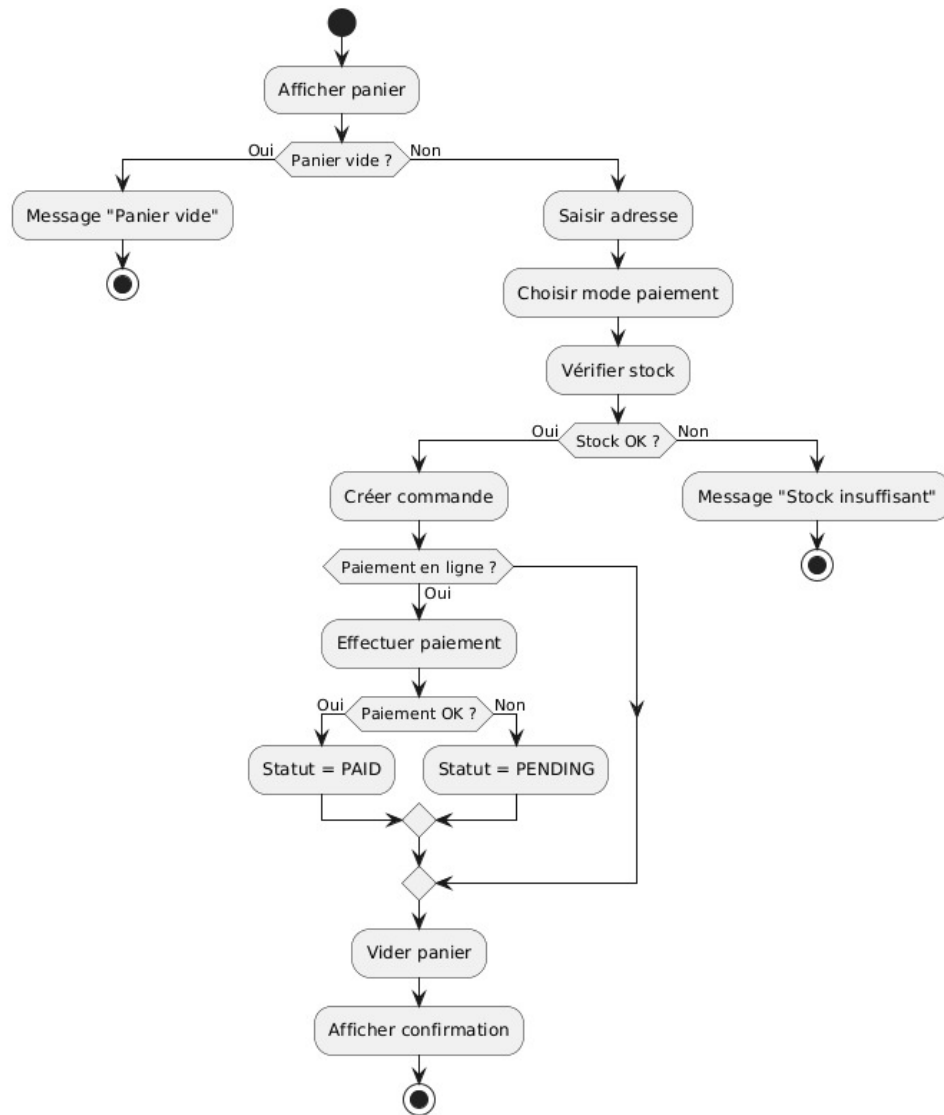 Afficher panier
Oui
Panier vide ?
Non
Message "Panier vide"
Saisir adresse
Choisir mode paiement
Vérifier stock
Oui
Stock OK ?
Non
Créer commande
Message "Stock insuffisant"
Paiement en ligne ?
Oui
Effectuer paiement
Oui
Paiement OK ?
Non
Statut = PAID
Statut = PENDING
Vider panier
Afficher confirmation